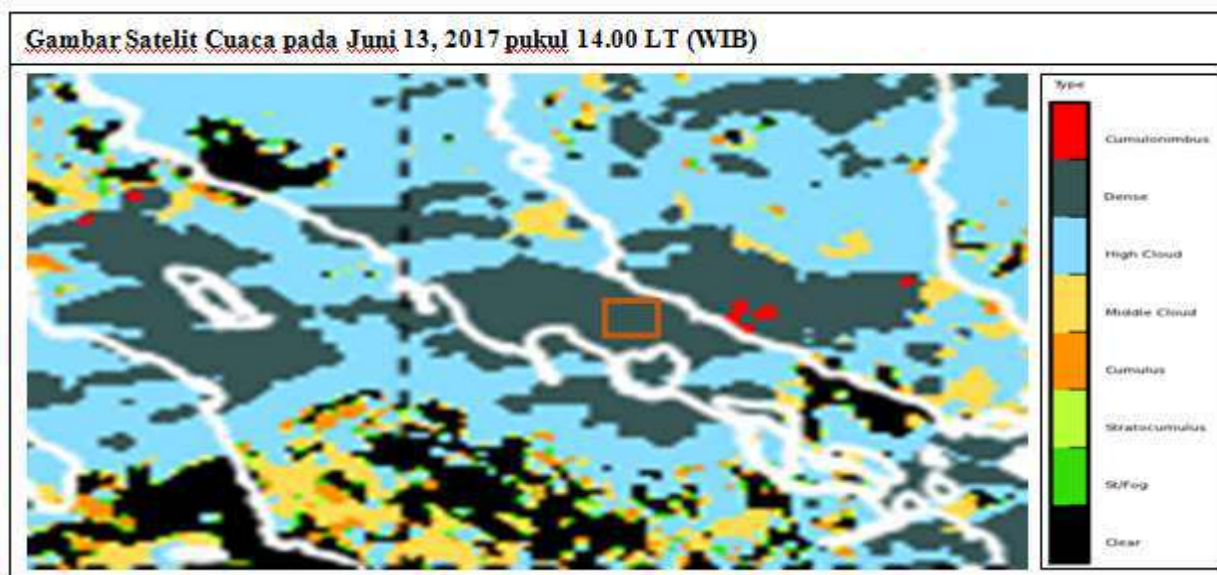 Gambar Satelit Cuaca pada Juni 13, 2017 pukul 14.00 LT (WIB)
Type
Cumulonimbus
Dense
High Cloud
Middle Cloud
Cumulus
Stratocumulus
St/Fog
Clear